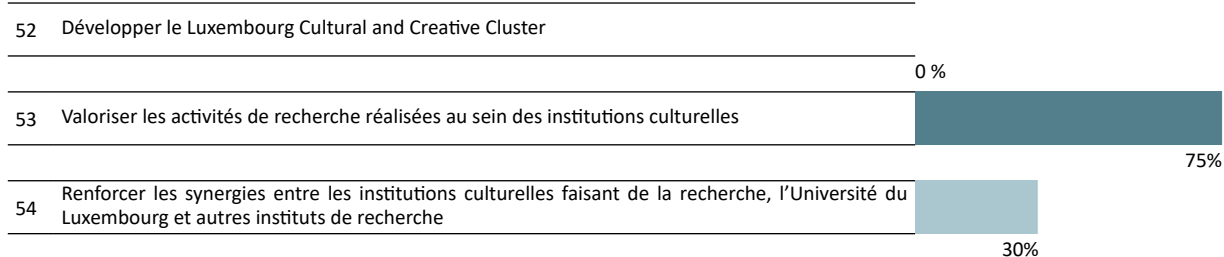 52 Développer le Luxembourg Cultural and Creative Cluster
0 %
53 Valoriser les activités de recherche réalisées au sein des institutions culturelles
75%
54 Renforcer les synergies entre les institutions culturelles faisant de la recherche, l’Université du
Luxembourg et autres instituts de recherche
30%